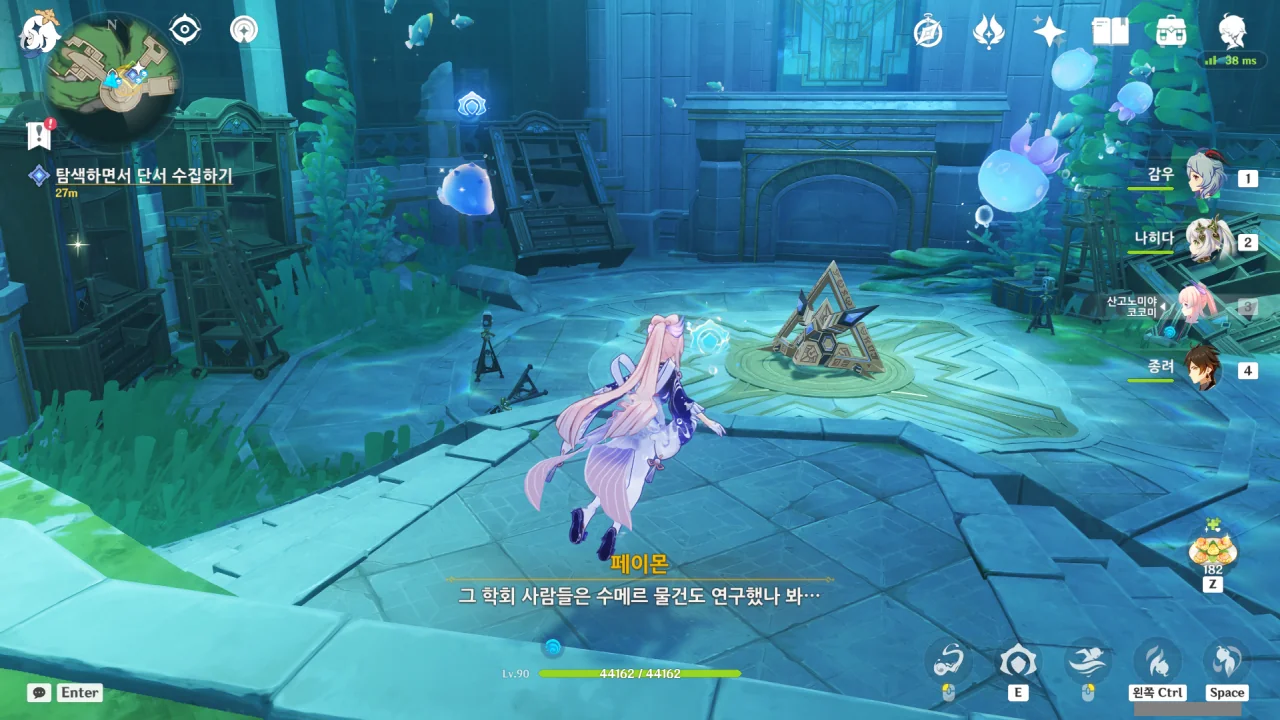 N
38 ms
탐색하면서 단서 수집하기
27m
감우
1
나히다
2
산고노미야
코코미
3
종려
4
182
Z
페이몬
그 학회 사람들은 수메르 물건도 연구했나 봐…
Lv.90
44162 / 44162
Enter
E
왼쪽 Ctrl
Space